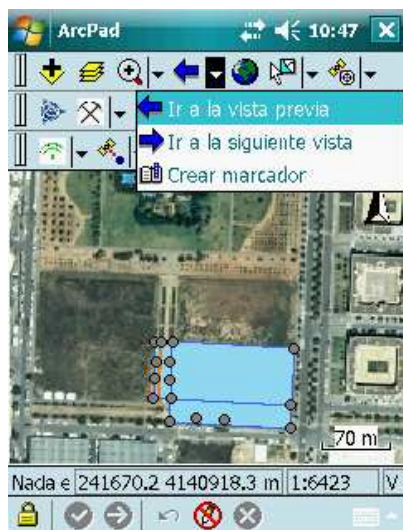 ArcPad 10:47
Ir a la vista previa
Ir a la siguiente vista
Crear marcador
70 m
Nada e 241670.2 4140918.3 m 1:6423 V